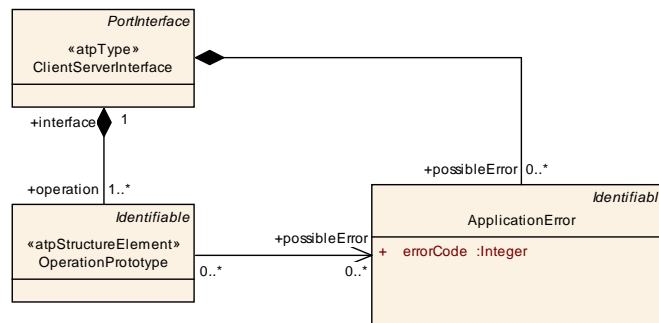 PortInterface
«atpType»
ClientServerInterface
+interface 1
+possibleError 0..*
+operation 1..*
Identifiable
Identifiabl
«atpStructureElement»
OperationPrototype
ApplicationError
+possibleError
+ errorCode :Integer
0..* 0..*